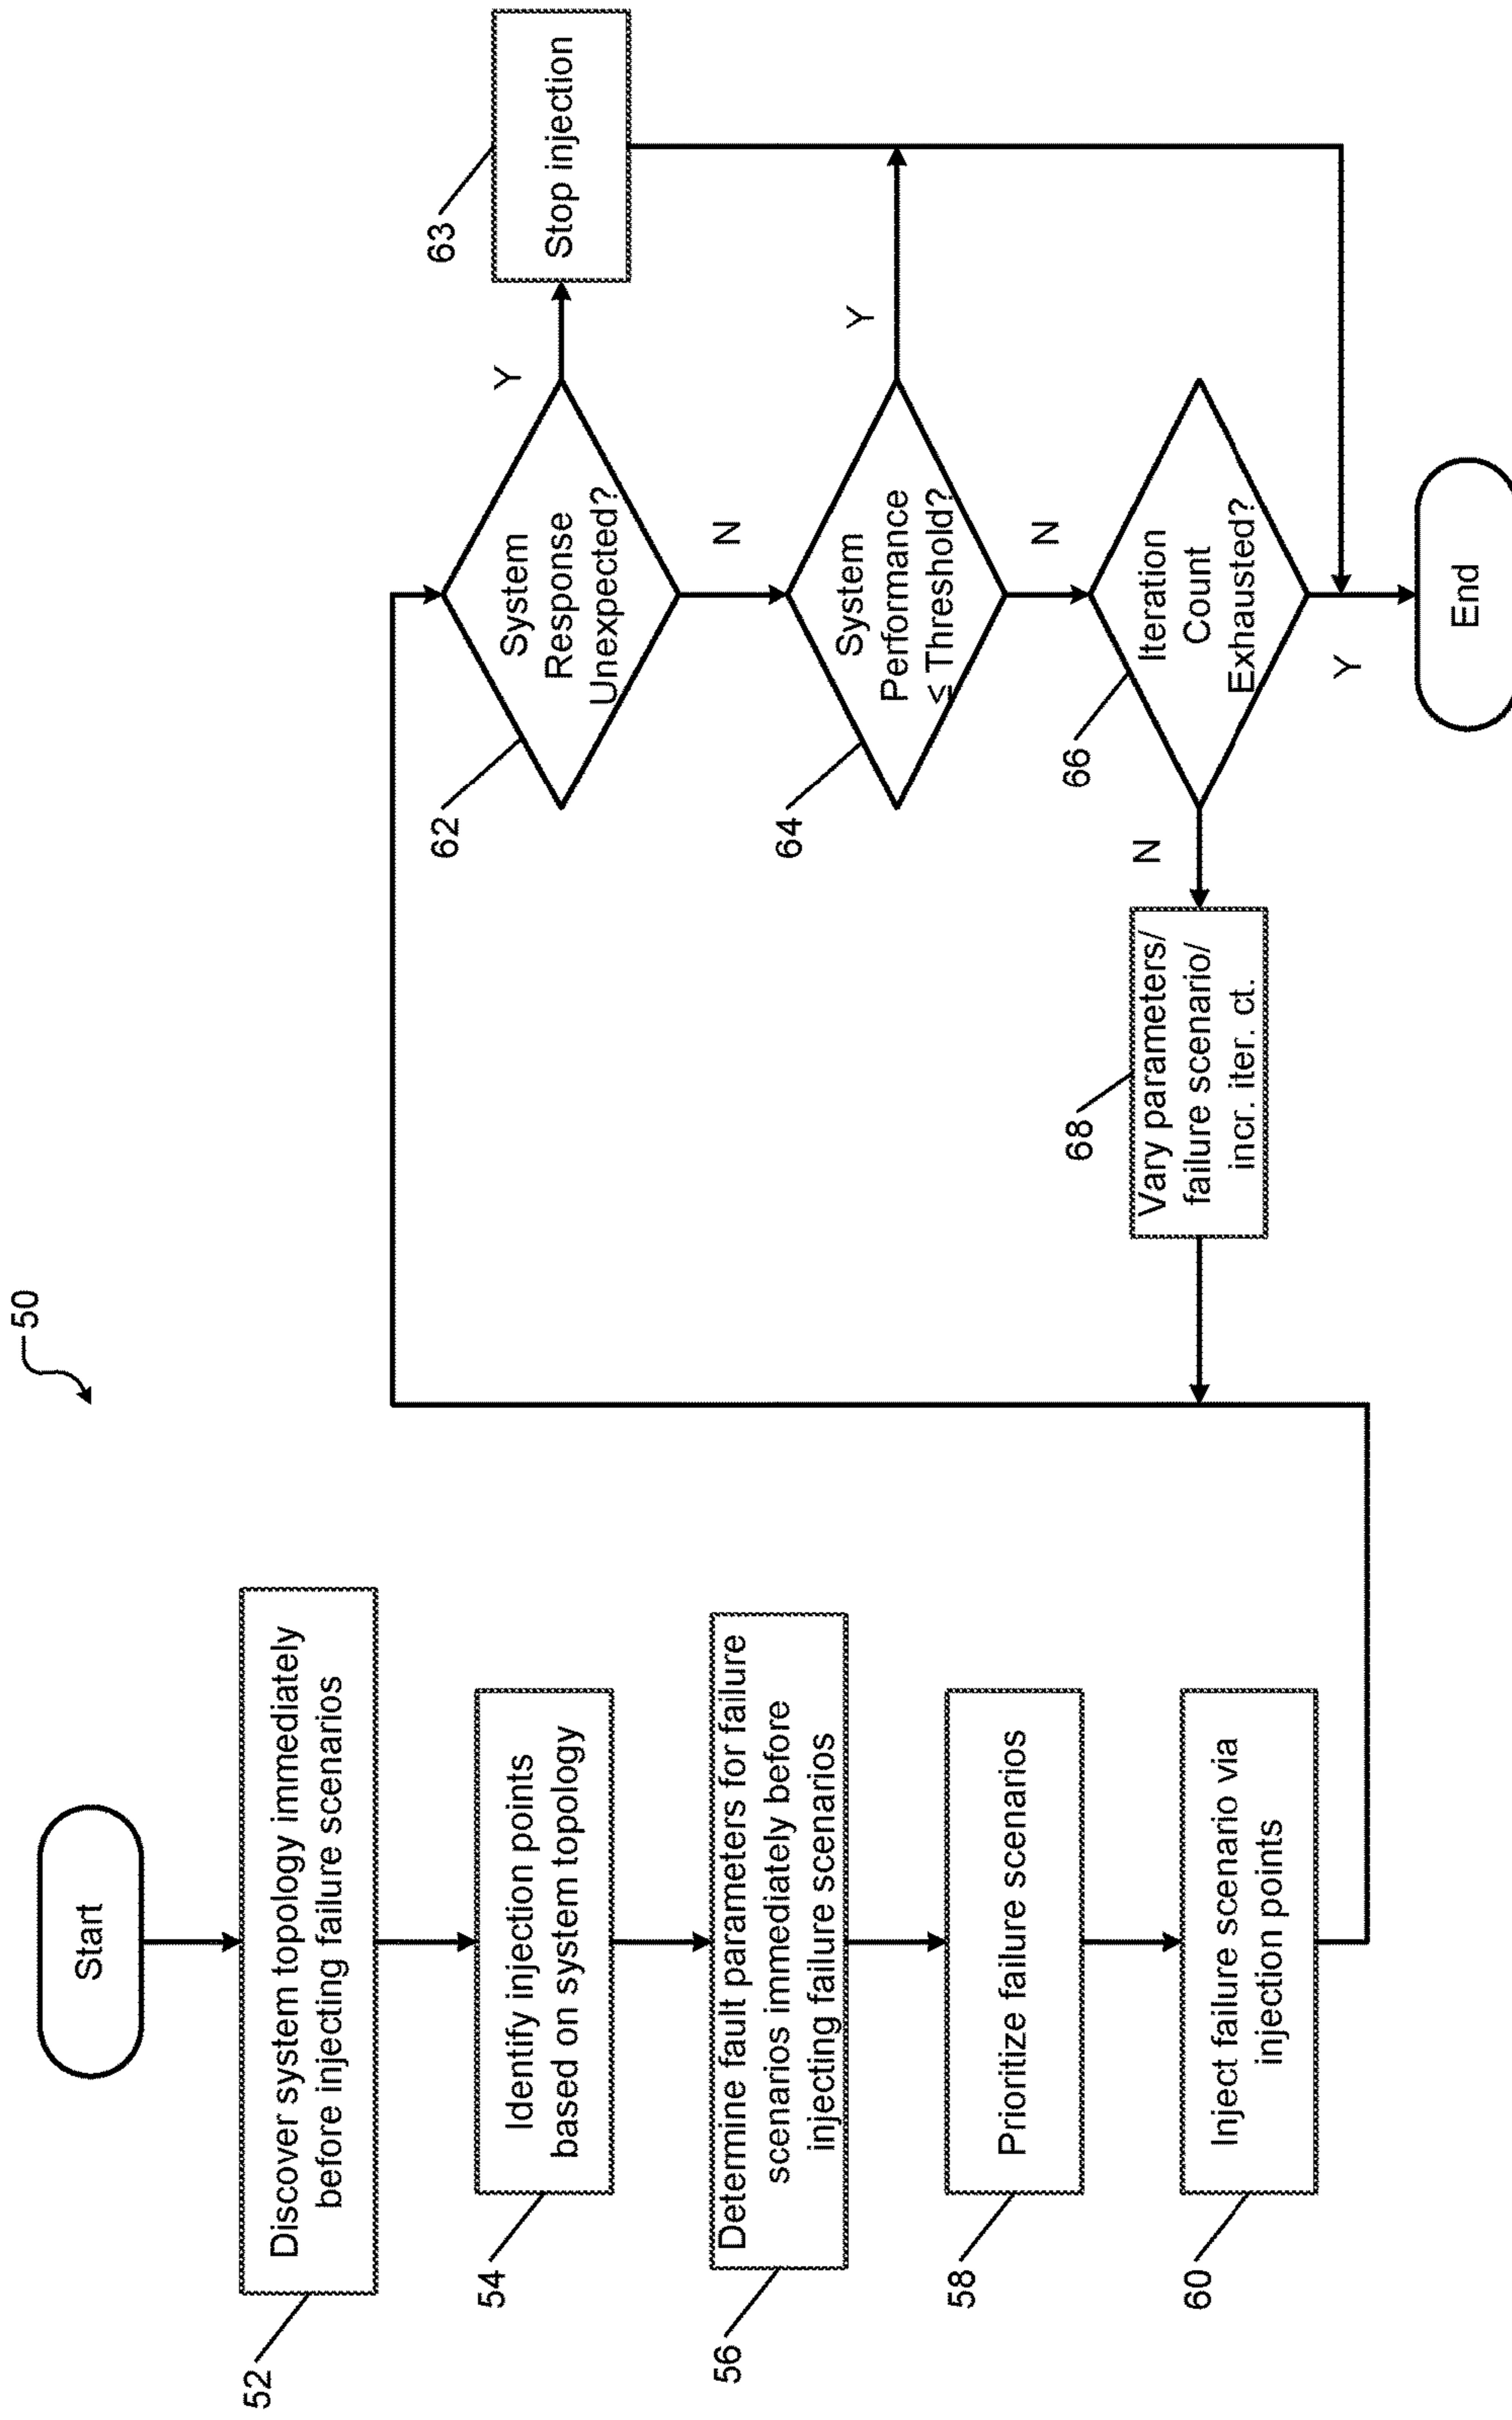 50
Start
Discover system topology immediately
before injecting failure scenarios
52
Identify injection points
based on system topology
54
Determine fault parameters for failure
scenarios immediately before
injecting failure scenarios
56
Prioritize failure scenarios
58
Inject failure scenario via
injection points
60
System
Response
Unexpected?
62
Y
Stop injection
63
N
System
Performance
≤ Threshold?
64
Y
N
Iteration
Count
Exhausted?
66
N
Vary parameters/
failure scenario/
incr. iter. ct.
68
Y
End